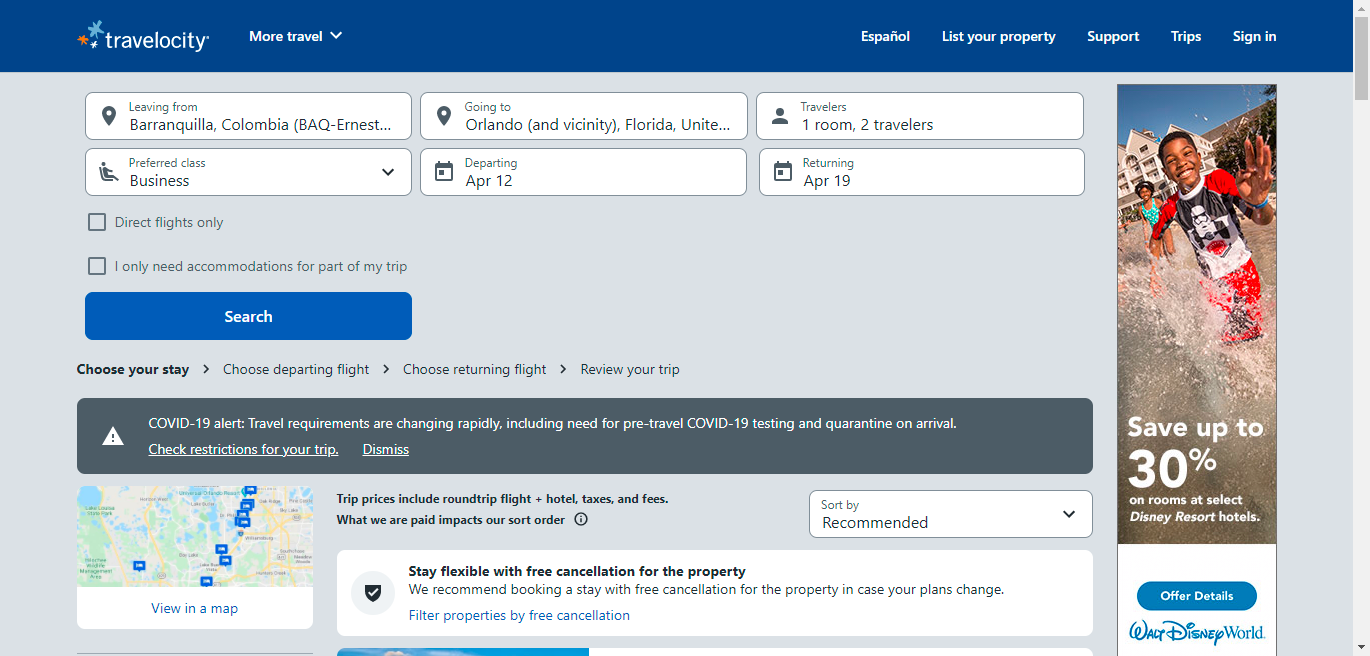 travelocity
More travel
Español
List your property
Support
Trips
Sign in
Leaving from
Barranquilla, Colombia (BAQ-Ernest...
Going to
Orlando (and vicinity), Florida, Unite...
Travelers
1 room, 2 travelers
Preferred class
Business
Departing
Apr 12
Returning
Apr 19
Direct flights only
I only need accommodations for part of my trip
Search
Choose your stay
Choose departing flight
Choose returning flight
Review your trip
COVID-19 alert: Travel requirements are changing rapidly, including need for pre-travel COVID-19 testing and quarantine on arrival.
Check restrictions for your trip.
Dismiss
View in a map
Trip prices include roundtrip flight + hotel, taxes, and fees.
What we are paid impacts our sort order
Sort by
Recommended
Stay flexible with free cancellation for the property
We recommend booking a stay with free cancellation for the property in case your plans change.
Filter properties by free cancellation
Save up to
30%
on rooms at select
Disney Resort hotels.
Offer Details
Walt Disney World.